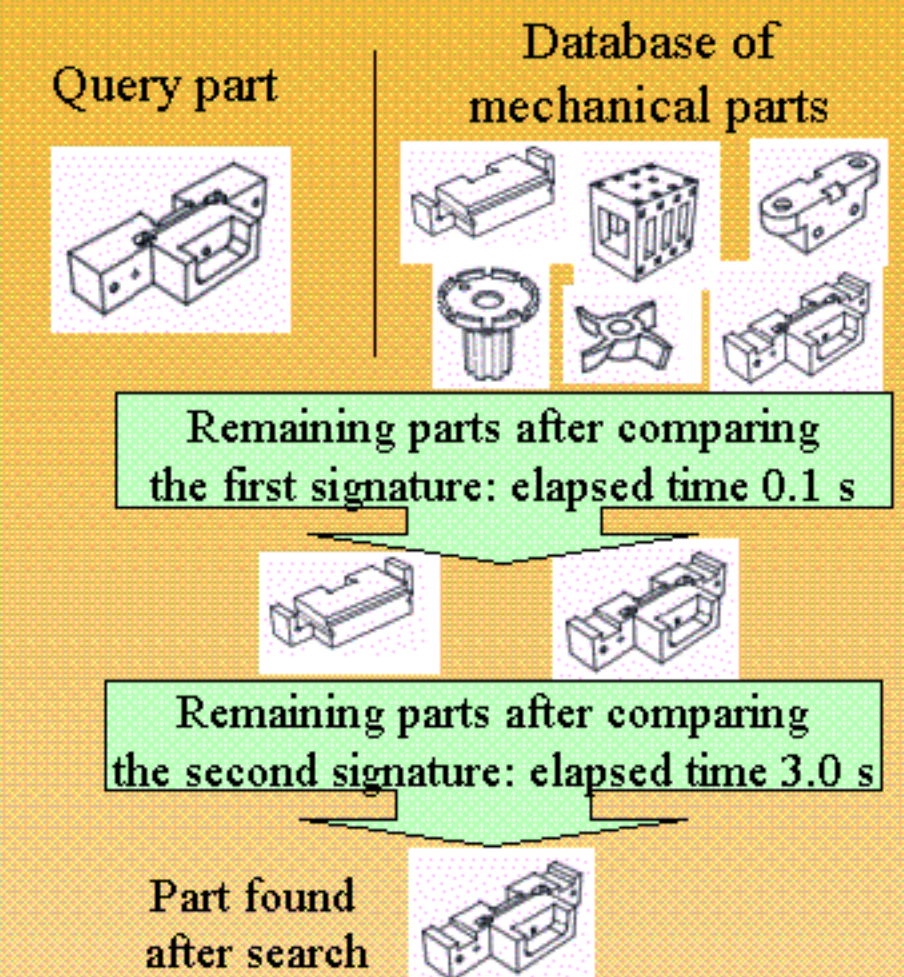 Query part
Database of
mechanical parts
Remaining parts after comparing
the first signature: elapsed time 0.1 s
Remaining parts after comparing
the second signature: elapsed time 3.0 s
Part found
after search